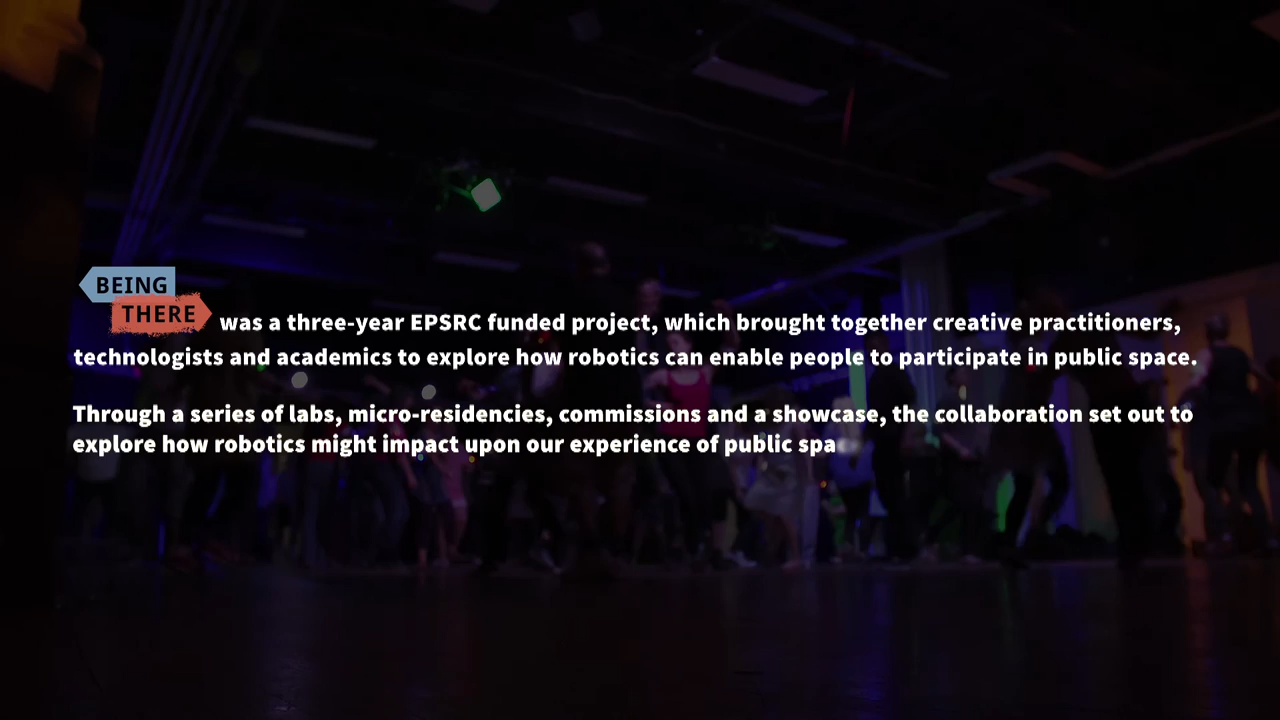 BEING
THERE was a three-year EPSRC funded project, which brought together creative practitioners,
technologists and academics to explore how robotics can enable people to participate in public space.
Through a series of labs, micro-residencies, commissions and a showcase, the collaboration set out to
explore how robotics might impact upon our experience of public spa